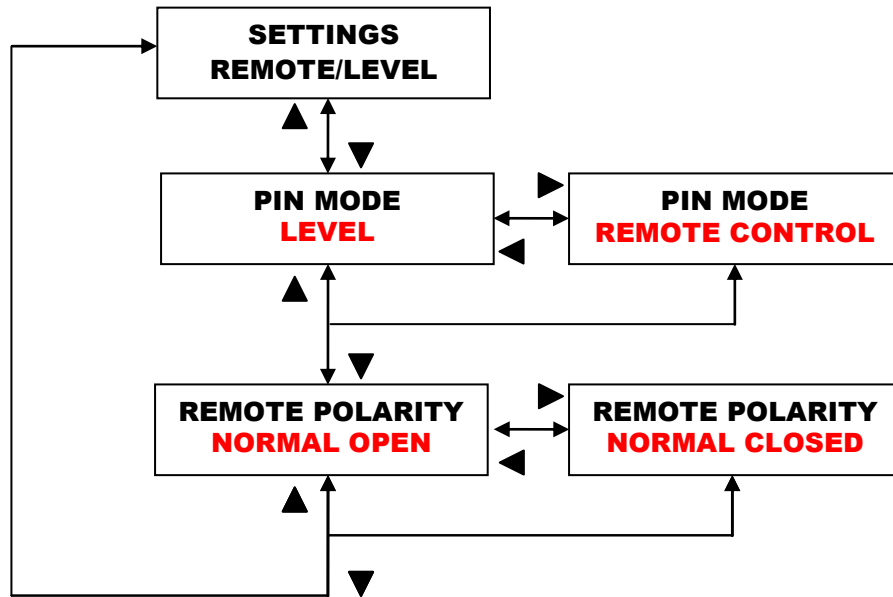 SETTINGS
REMOTE/LEVEL
PIN MODE
LEVEL
PIN MODE
REMOTE CONTROL
REMOTE POLARITY
NORMAL OPEN
REMOTE POLARITY
NORMAL CLOSED